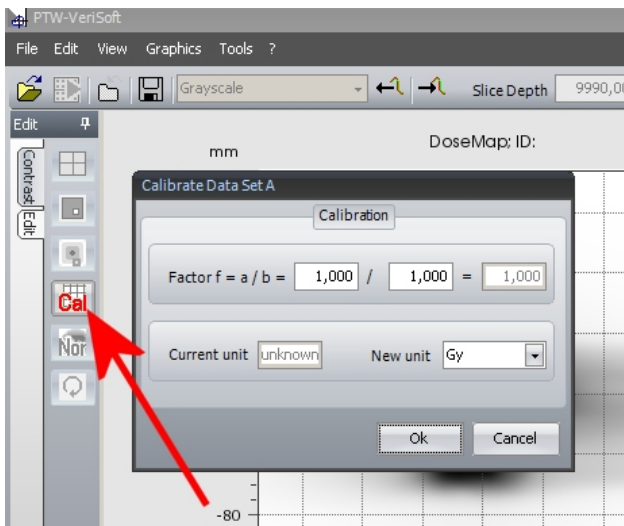 PTW-VeriSoft
File Edit View Graphics Tools ?
Grayscale Slice Depth 9990,00
Edit
Contrast
Edit
mm
DoseMap; ID:
Calibrate Data Set A
Calibration
Factor f = a / b = 1,000 / 1,000 = 1,000
Current unit unknown New unit Gy
Ok Cancel
Cal
Nor
-80